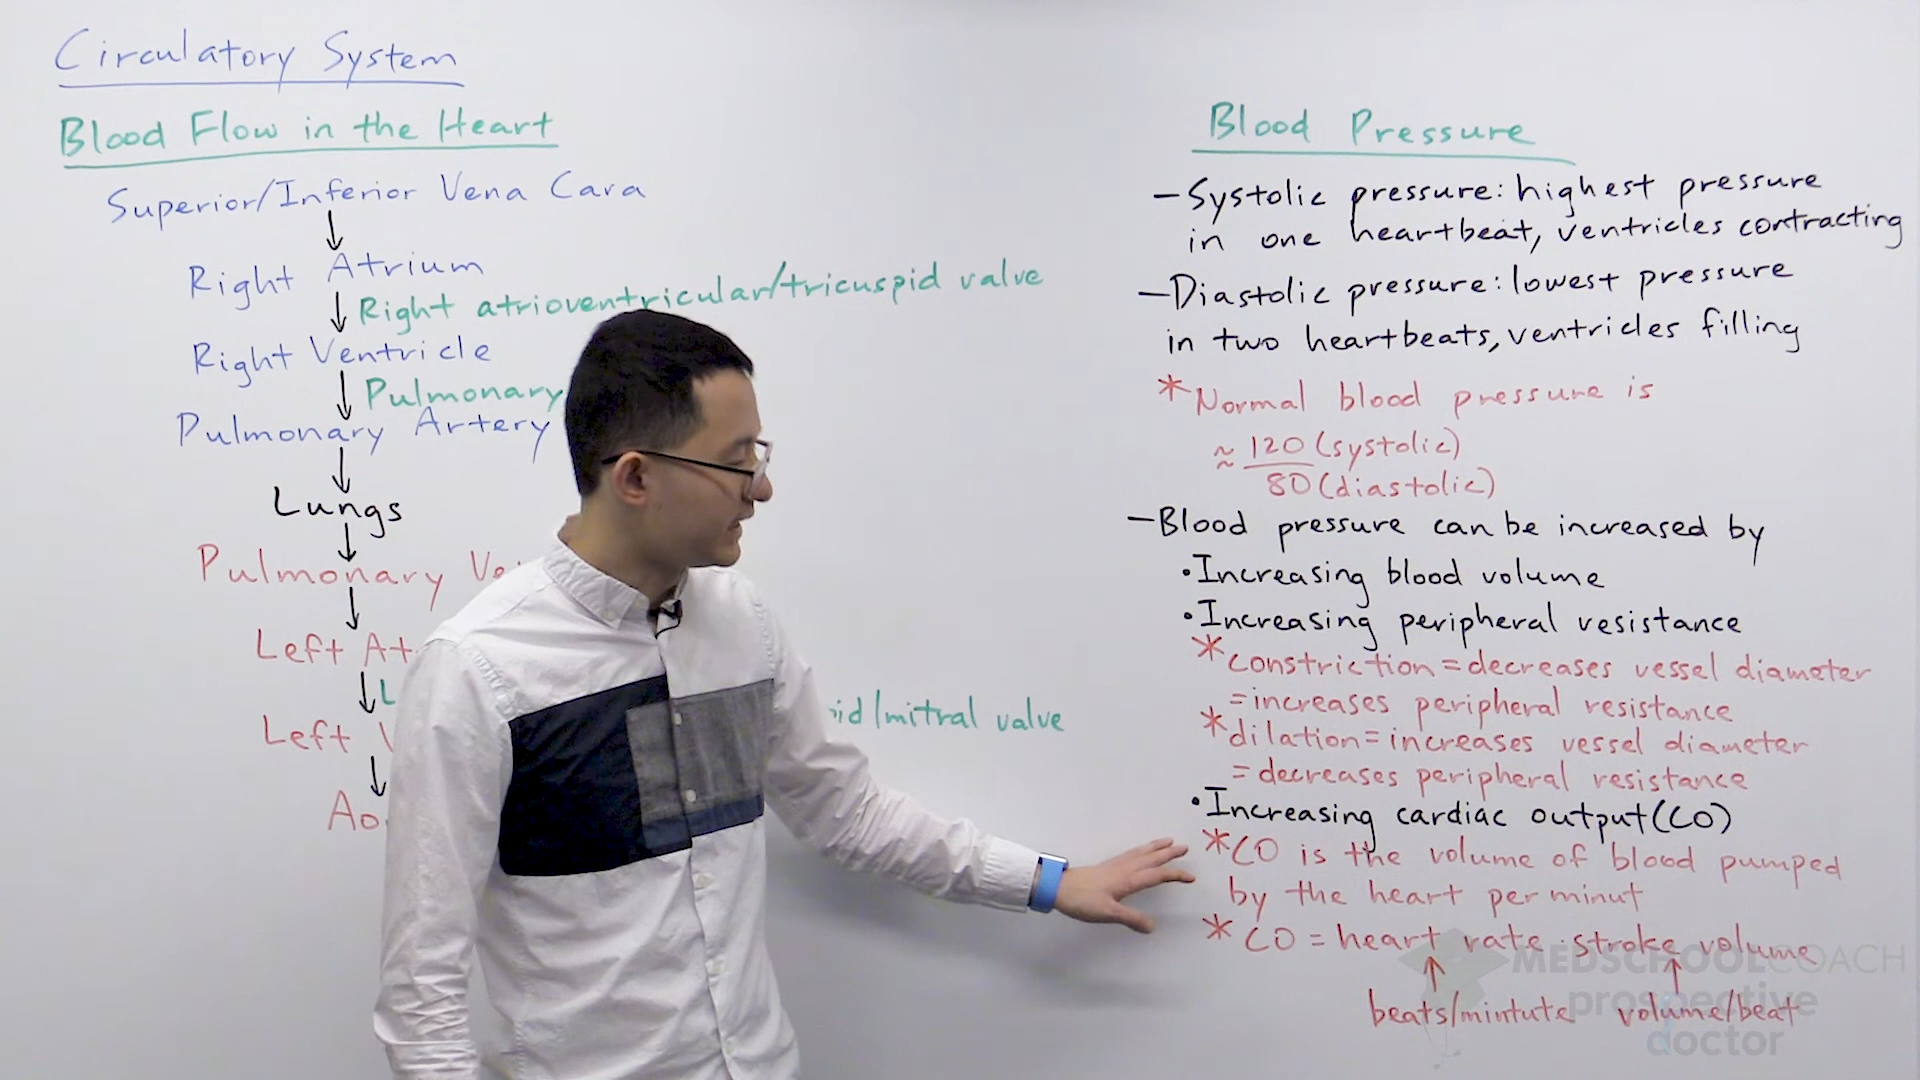 Circulatory System
Blood Flow in the Heart
Superior/Inferior Vena Cara
Right Atrium
Right atrioventricular/tricuspid valve
Right Ventricle
Pulmonary
Pulmonary Artery
Lungs
Pulmonary
Left
/mitral valve
Left
Blood Pressure
-Systolic pressure: highest pressure
in one heartbeat, ventricles contracting
-Diastolic pressure: lowest pressure
in two heartbeats, ventricles filling
*Normal blood pressure is
≈ 120 (systolic)
80 (diastolic)
-Blood pressure can be increased by
•Increasing blood volume
•Increasing peripheral resistance
*constriction = decreases vessel diameter
=increases peripheral resistance
*dilation = increases vessel diameter
= decreases peripheral resistance
•Increasing cardiac output (CO)
*CO is the volume of blood pumped
by the heart per minut
*CO = heart rate · stroke volume
beats/mintute volume/beat
MEDSCHOOLCOACH
prospective
doctor